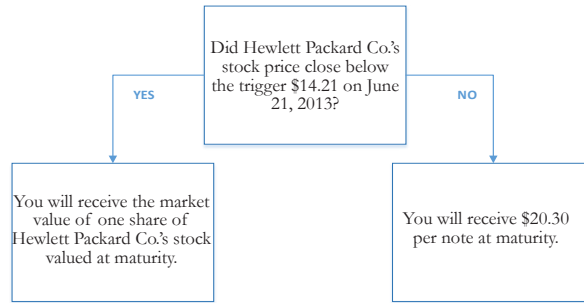 Did Hewlett Packard Co.'s
stock price close below
the trigger $14.21 on June
21, 2013?
YES
NO
You will receive the market
value of one share of
Hewlett Packard Co.'s stock
valued at maturity.
You will receive $20.30
per note at maturity.